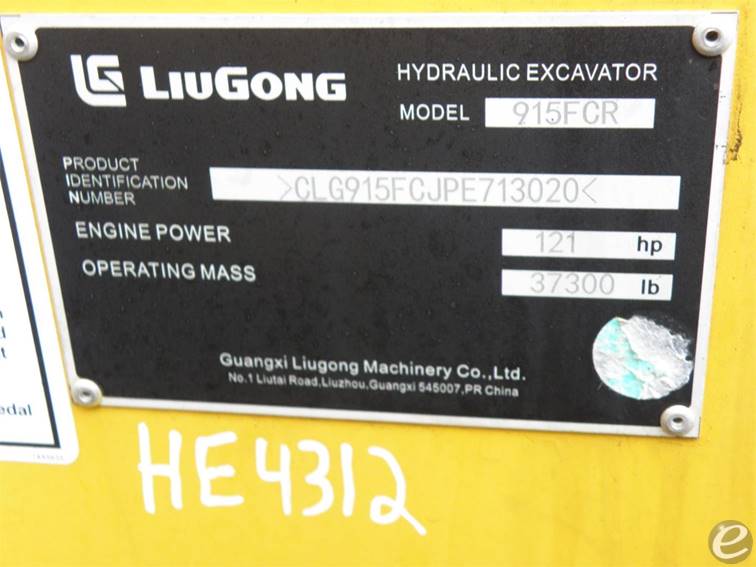 LIUGONG
HYDRAULIC EXCAVATOR
MODEL 915FCR
PRODUCT
IDENTIFICATION
NUMBER
>CLG915FCJPE713020<
ENGINE POWER 121 hp
OPERATING MASS 37300 lb
Guangxi Liugong Machinery Co.,Ltd.
No.1 Liutai Road,Liuzhou,Guangxi 545007,PR China
edal
HE4312
e